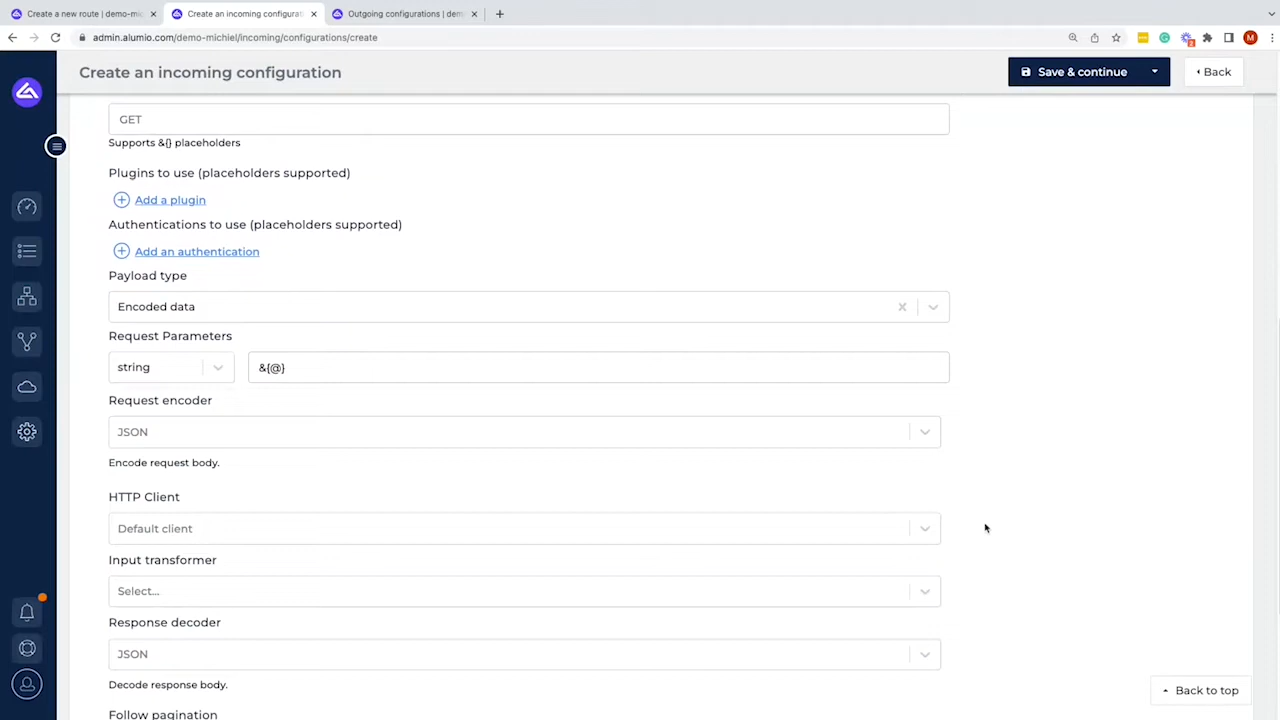 Create a new route | demo-mic
Create an incoming configurat
Outgoing configurations | dem
admin.alumio.com/demo-michiel/incoming/configurations/create
M
Create an incoming configuration
Save & continue
Back
GET
Supports &{} placeholders
Plugins to use (placeholders supported)
Add a plugin
Authentications to use (placeholders supported)
Add an authentication
Payload type
Encoded data
Request Parameters
string
&{@}
Request encoder
JSON
Encode request body.
HTTP Client
Default client
Input transformer
Select...
Response decoder
JSON
Decode response body.
Back to top
Follow pagination